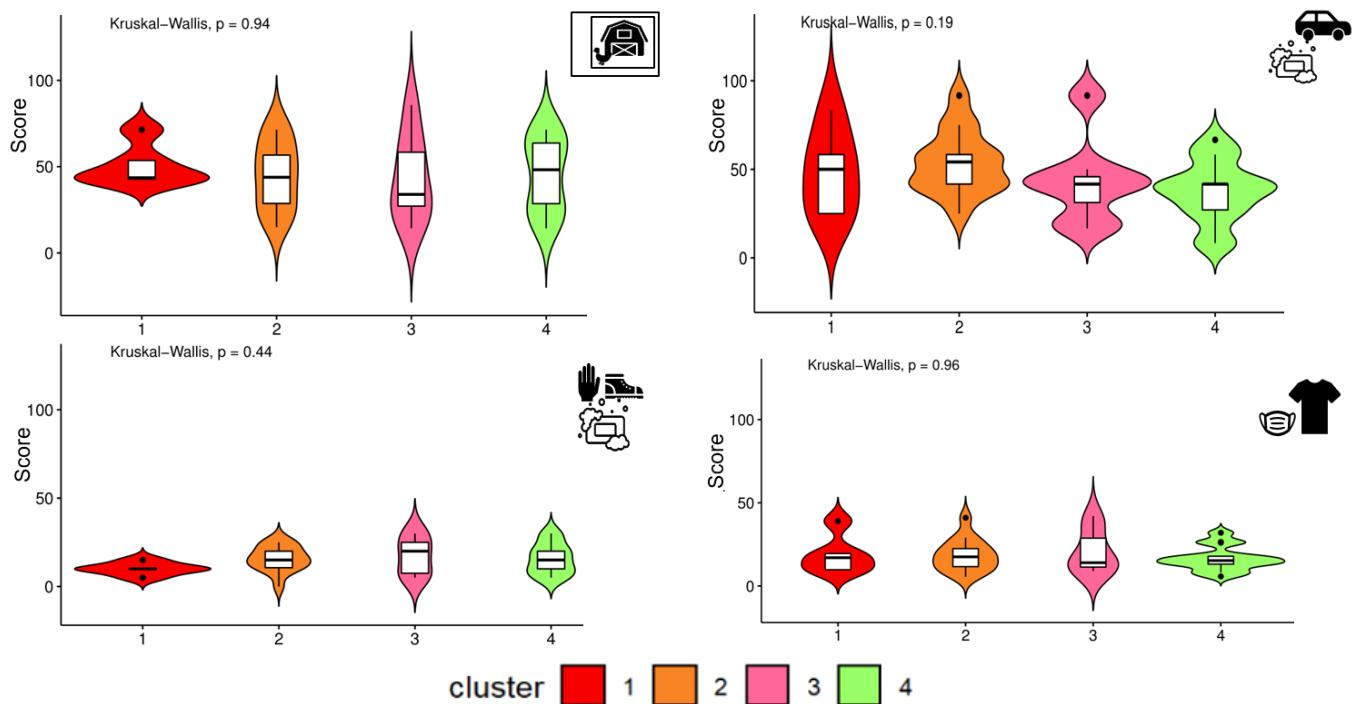 Kruskal−Wallis, p = 0.94
Score
100
50
0
1 2 3 4
Kruskal−Wallis, p = 0.19
Score
100
50
0
1 2 3 4
Kruskal−Wallis, p = 0.44
Score
100
50
0
1 2 3 4
Kruskal−Wallis, p = 0.96
Score
100
50
0
1 2 3 4
cluster 1 2 3 4